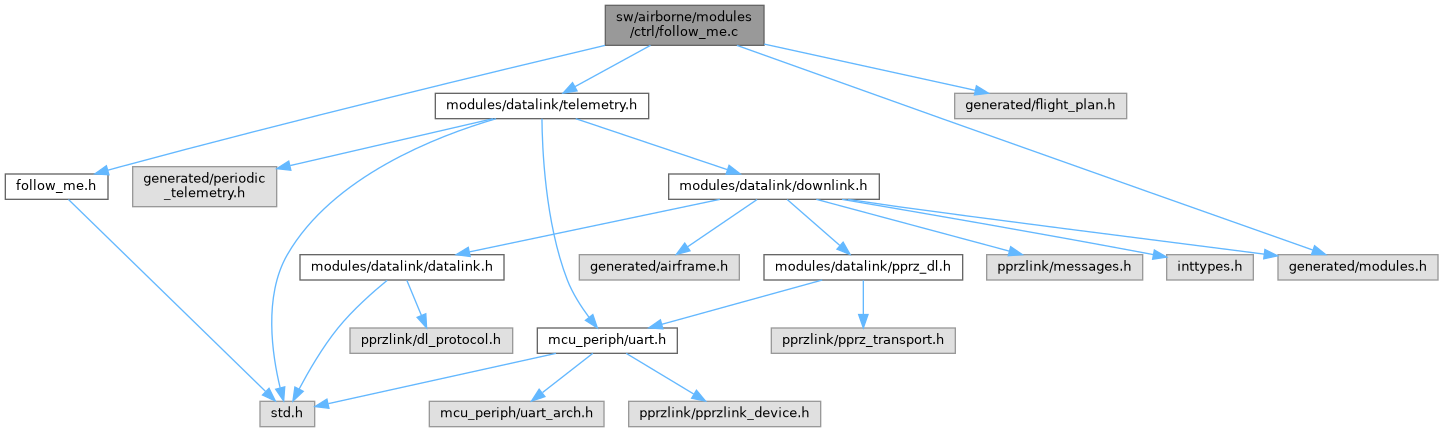 sw/airborne/modules
/ctrl/follow_me.c
modules/datalink/telemetry.h
generated/flight_plan.h
follow_me.h
generated/periodic
_telemetry.h
modules/datalink/downlink.h
modules/datalink/datalink.h
generated/airframe.h
modules/datalink/pprz_dl.h
pprzlink/messages.h
inttypes.h
generated/modules.h
pprzlink/dl_protocol.h
mcu_periph/uart.h
pprzlink/pprz_transport.h
std.h
mcu_periph/uart_arch.h
pprzlink/pprzlink_device.h